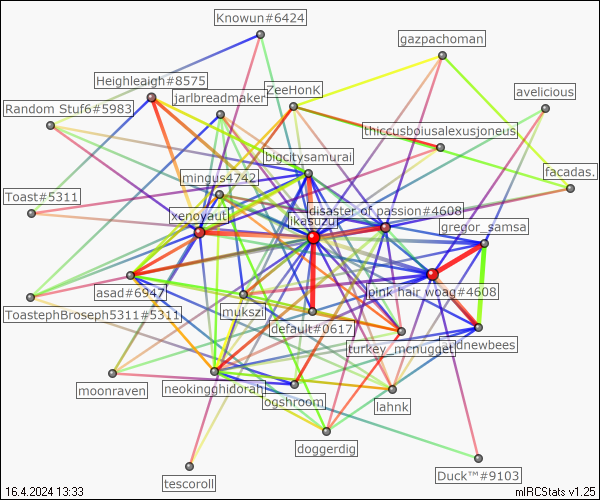 Knowun#6424
gazpachoman
Heighleigh#8575
ZeeHonK
jarlbreadmaker
avelicious
Random Stuf6#5983
thiccusboiusalexusjoneus
bigcitysamurai
facadas.
mingus4742
Toast#5311
xenoyaut
Ikasuzu
disaster of passion#4608
gregor_samsa
asad#6947
pink hair woag#4608
ToastephBroseph5311#5311
mukszi
default#0617
turkey_mcnugget
dnewbees
moonraven
neokingghidorah
ogshroom
lahnk
doggerdig
tescoroll
Duck™#9103
16.4.2024 13:33
mIRCStats v1.25